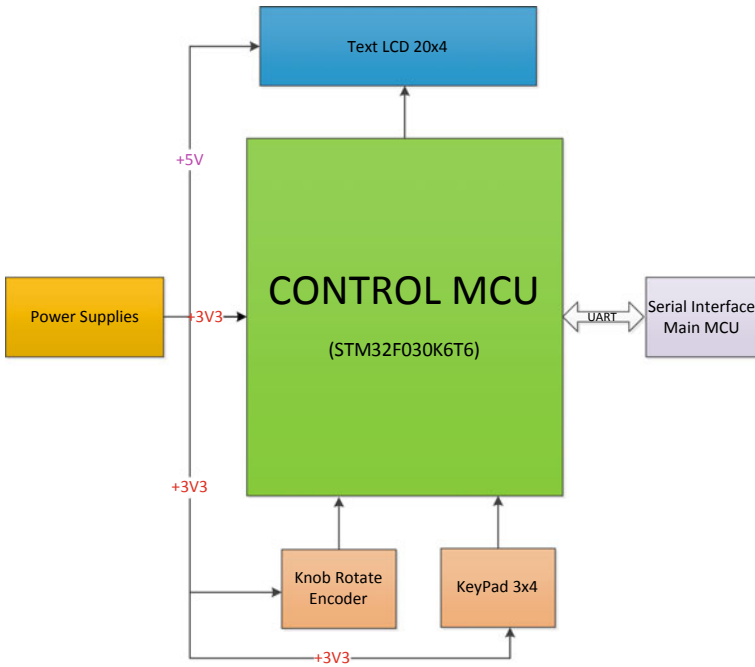 Text LCD 20x4
+5V
CONTROL MCU
(STM32F030K6T6)
Power Supplies
+3V3
UART
Serial Interface
Main MCU
+3V3
Knob Rotate
Encoder
KeyPad 3x4
+3V3